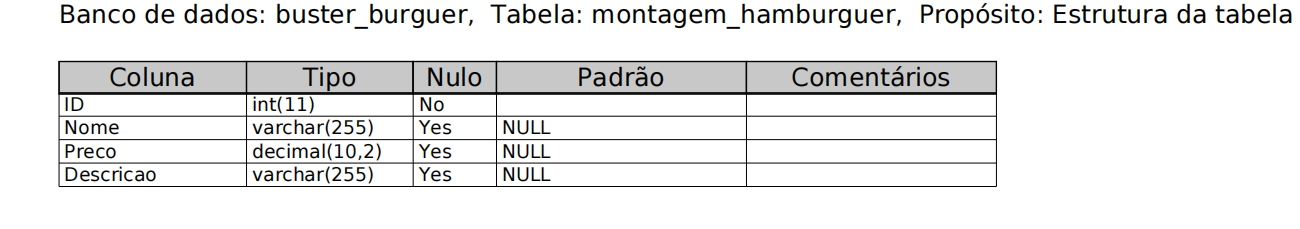 Banco de dados: buster_burguer, Tabela: montagem_hamburguer, Propósito: Estrutura da tabela
Coluna Tipo Nulo Padrão Comentários
ID int(11) No
Nome varchar(255) Yes NULL
Preco decimal(10,2) Yes NULL
Descricao varchar(255) Yes NULL